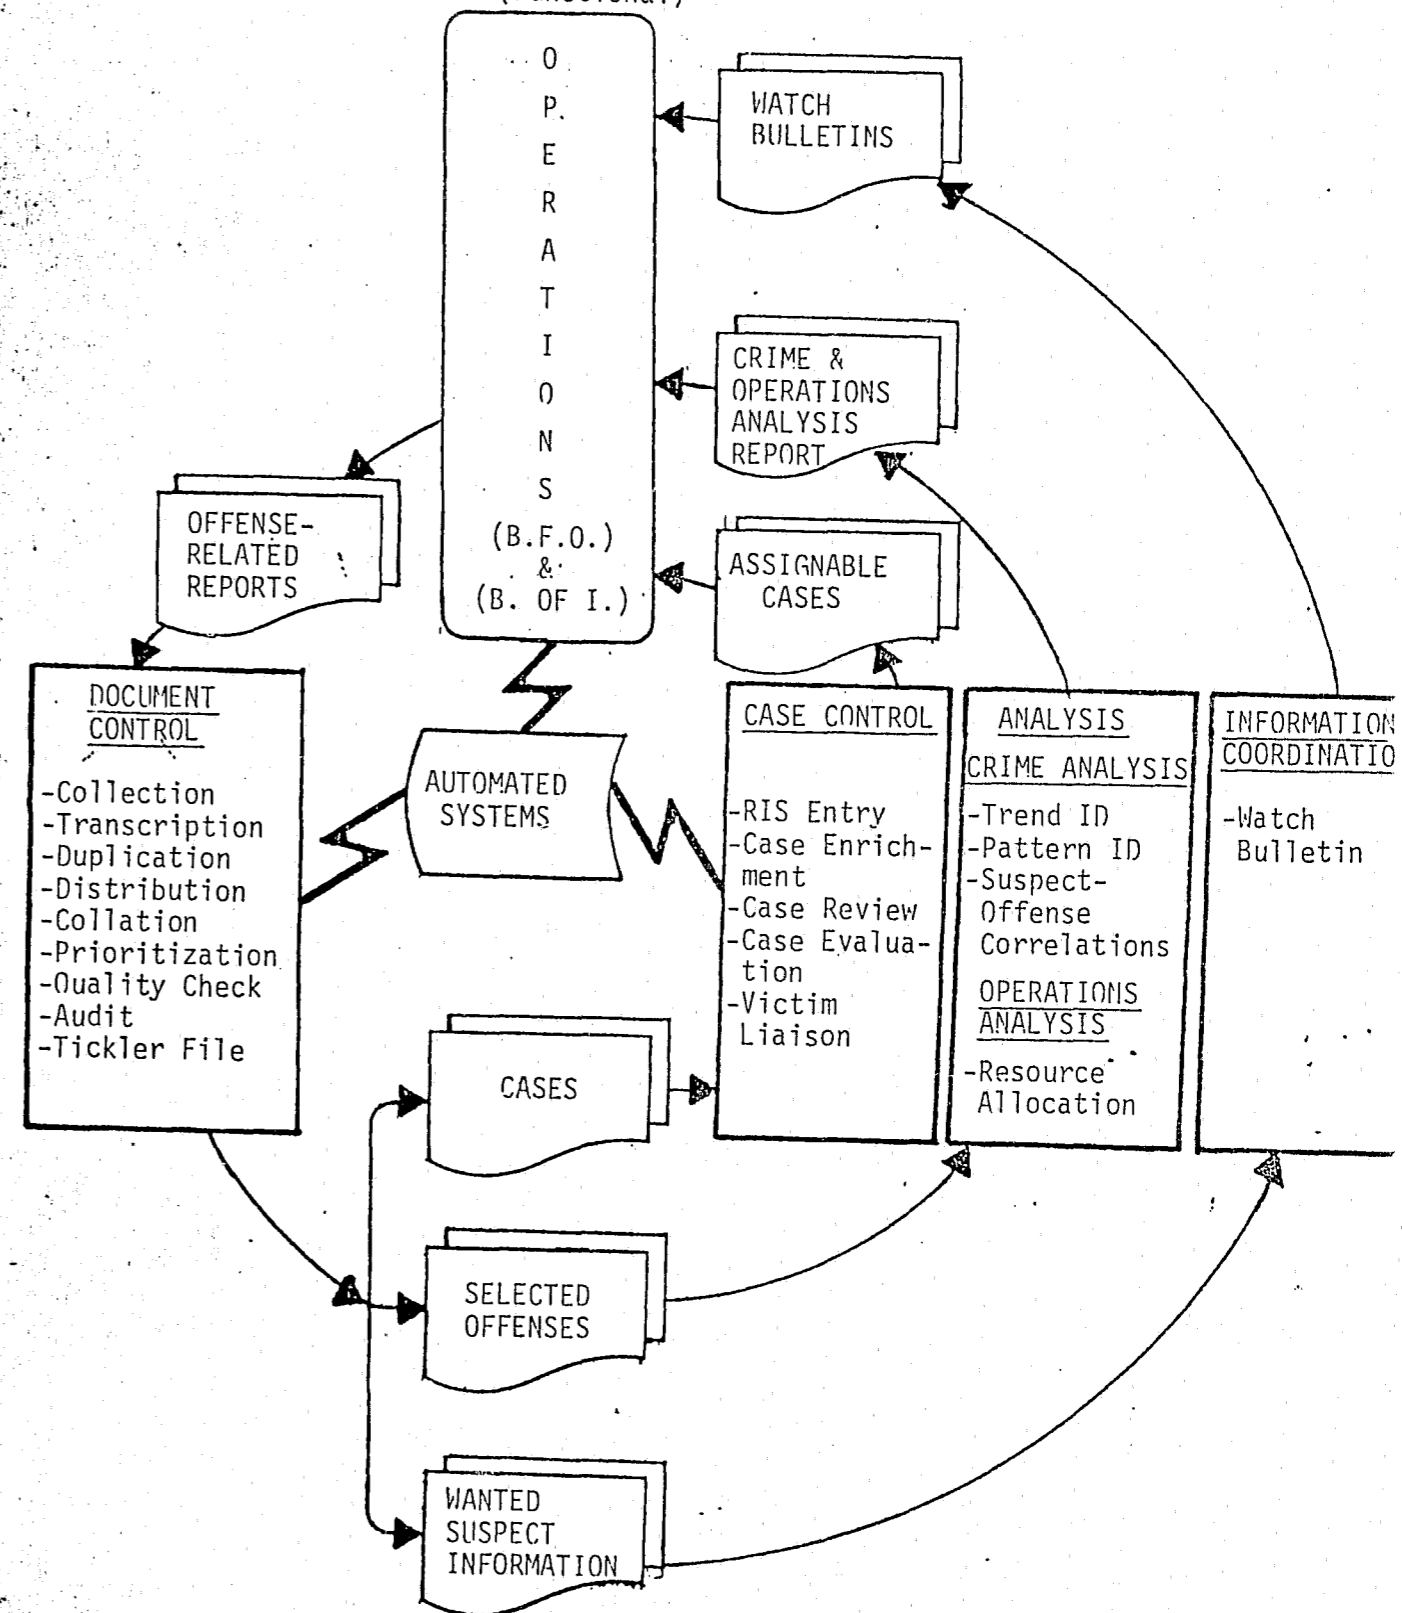 O
P
E
R
A
T
I
O
N
S
(B.F.O.)
&
(B. OF I.)
WATCH
BULLETINS
CRIME &
OPERATIONS
ANALYSIS
REPORT
ASSIGNABLE
CASES
OFFENSE-
RELATED
REPORTS
DOCUMENT
CONTROL
-Collection
-Transcription
-Duplication
-Distribution
-Collation
-Prioritization
-Quality Check
-Audit
-Tickler File
AUTOMATED
SYSTEMS
CASE CONTROL
-RIS Entry
-Case Enrich-
ment
-Case Review
-Case Evalua-
tion
-Victim
Liaison
ANALYSIS
CRIME ANALYSIS
-Trend ID
-Pattern ID
-Suspect-
Offense
Correlations
OPERATIONS
ANALYSIS
-Resource
Allocation
INFORMATION
COORDINATIO
-Watch
Bulletin
CASES
SELECTED
OFFENSES
WANTED
SUSPECT
INFORMATION